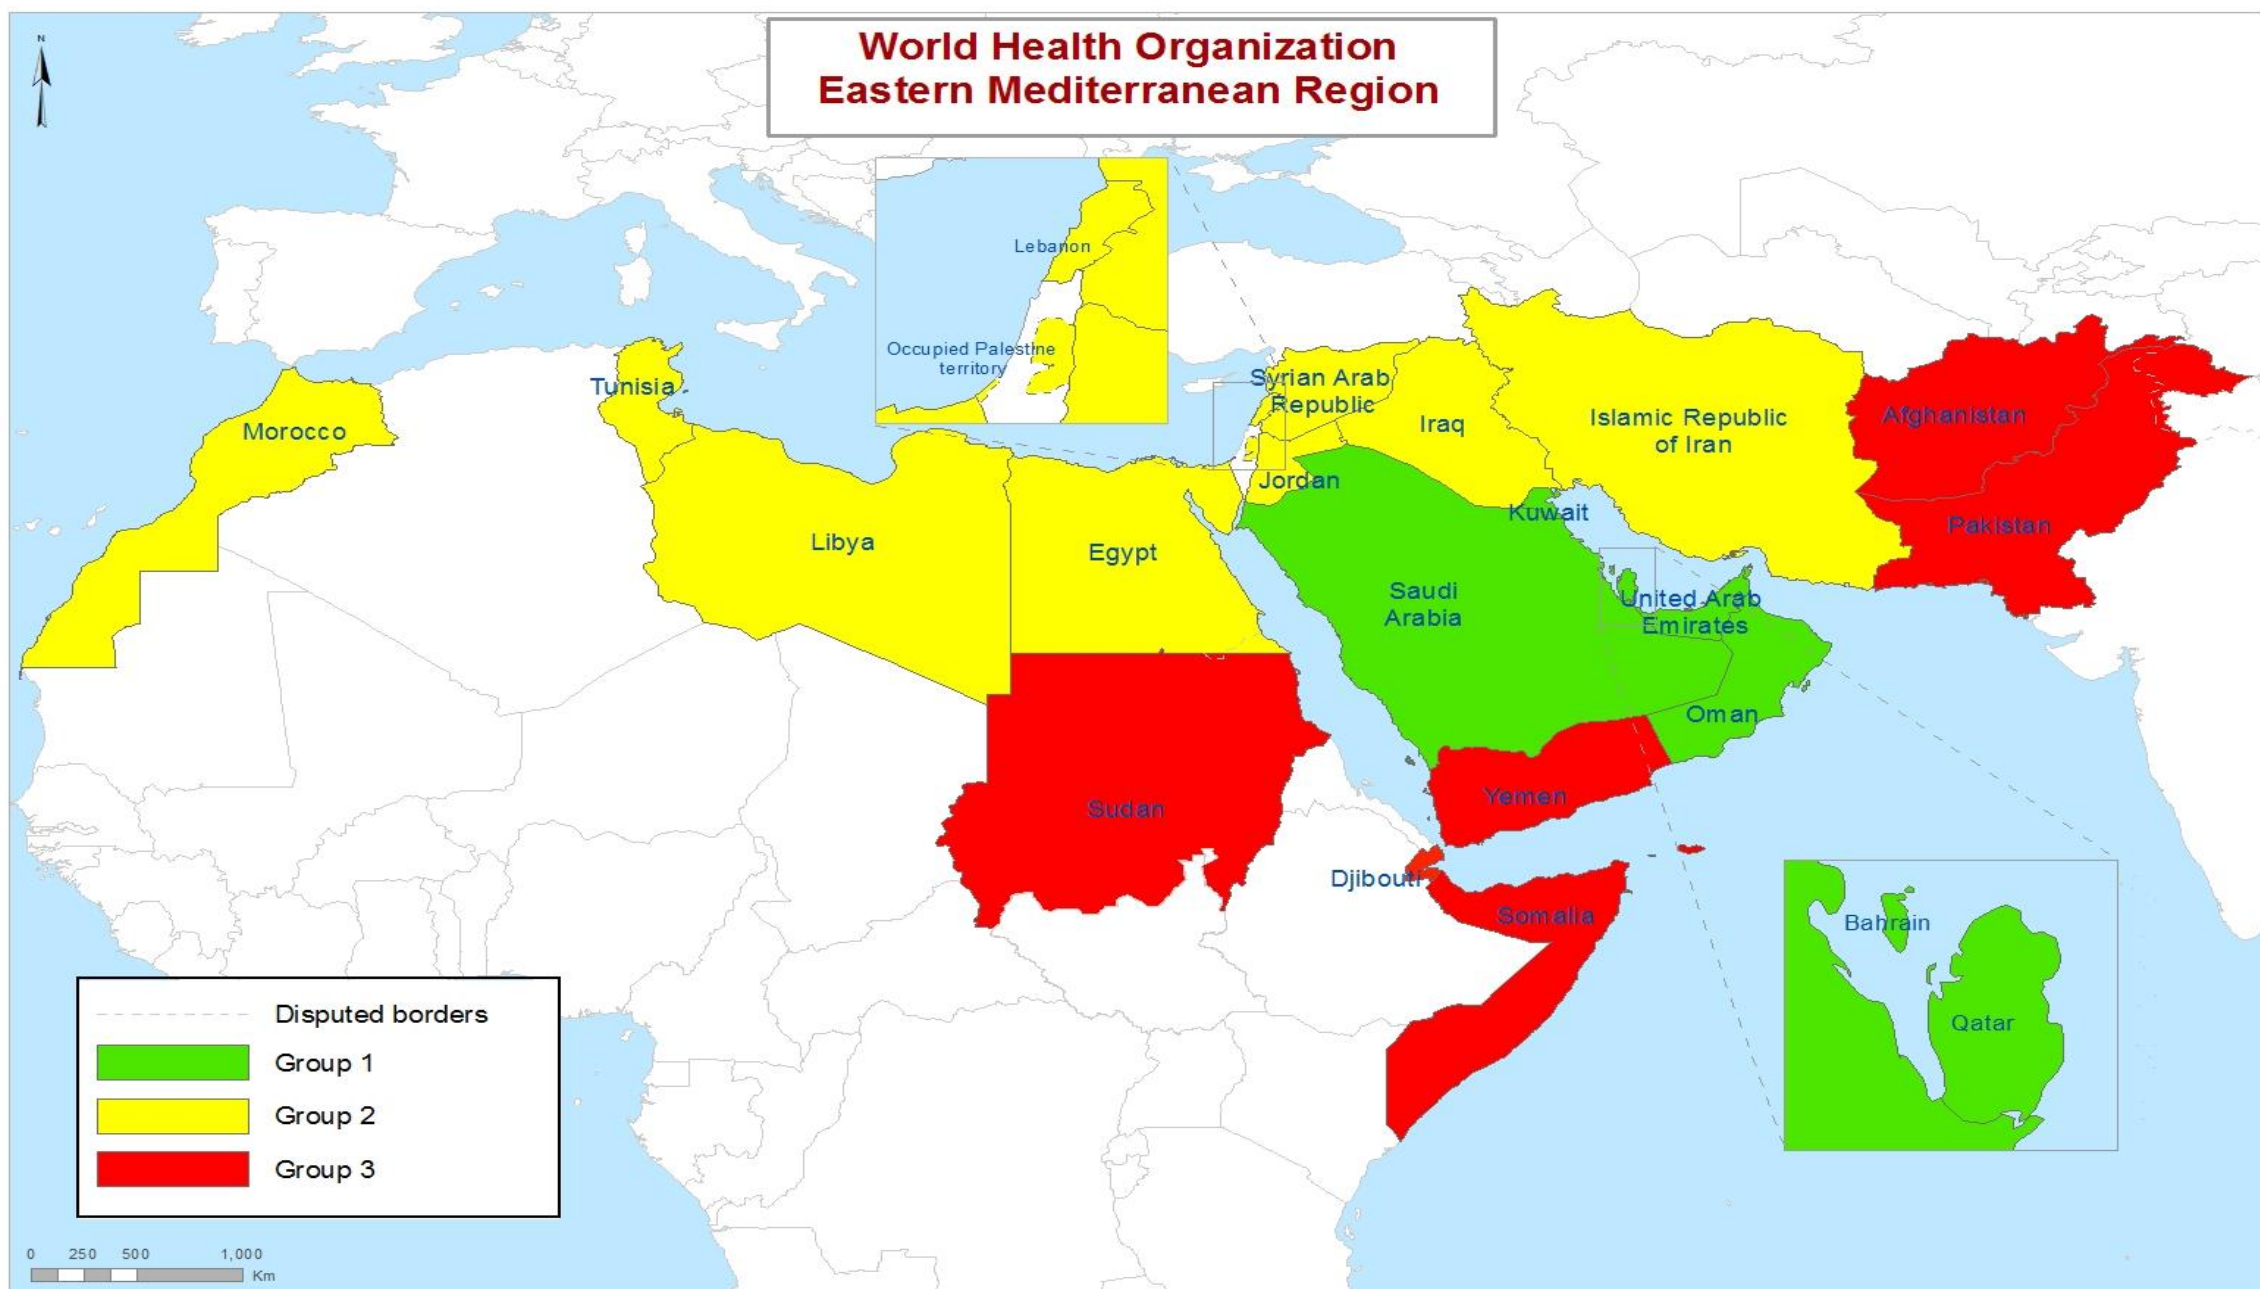 World Health Organization
Eastern Mediterranean Region
N
Lebanon
Occupied Palestine
territory
Tunisia
Morocco
Syrian Arab
Republic
Iraq
Islamic Republic
of Iran
Afghanistan
Jordan
Kuwait
Pakistan
Libya
Egypt
Saudi
Arabia
United Arab
Emirates
Oman
Yemen
Sudan
Djibouti
Somalia
Bahrain
Qatar
Disputed borders
Group 1
Group 2
Group 3
0 250 500 1,000
Km